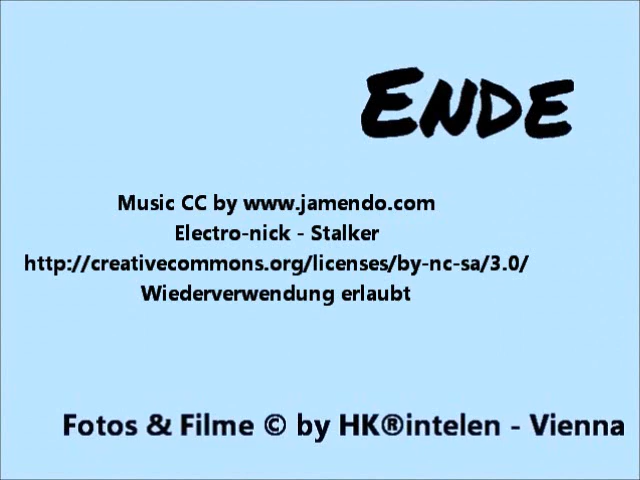 ENDE
Music CC by www.jamendo.com
Electro-nick - Stalker
http://creativecommons.org/licenses/by-nc-sa/3.0/
Wiederverwendung erlaubt
Fotos & Filme © by HK®intelen - Vienna